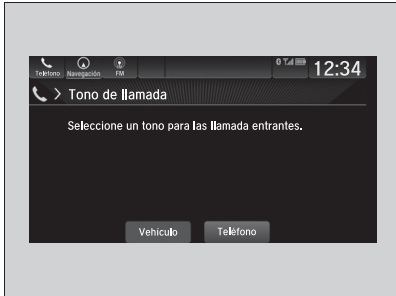 Teléfono Navegación FM 12:34
Tono de llamada
Seleccione un tono para las llamada entrantes.
Vehículo Teléfono